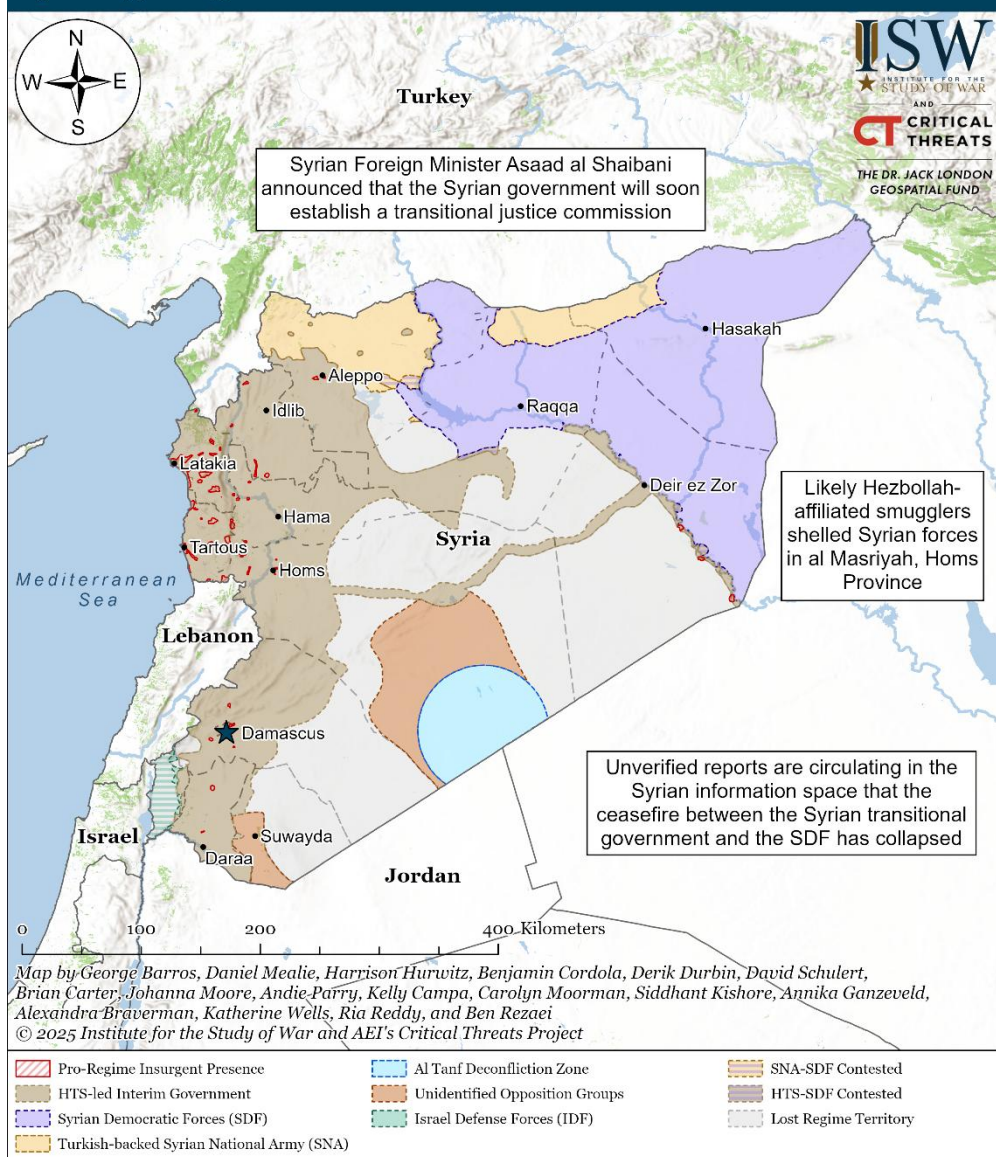 N
W
E
S
ISW
INSTITUTE FOR THE
STUDY OF WAR
AND
CT CRITICAL
THREATS
THE DR. JACK LONDON
GEOSPATIAL FUND
Turkey
Syrian Foreign Minister Asaad al Shaibani
announced that the Syrian government will soon
establish a transitional justice commission
Hasakah
Aleppo
Idlib
Raqqa
Latakia
Deir ez Zor
Likely Hezbollah-
affiliated smugglers
shelled Syrian forces
in al Masriyah, Homs
Province
Hama
Syria
Tartous
Homs
Mediterranean
Sea
Lebanon
Damascus
Unverified reports are circulating in the
Syrian information space that the
ceasefire between the Syrian transitional
government and the SDF has collapsed
Israel
Suwayda
Daraa
Jordan
0 100 200 400 Kilometers
Map by George Barros, Daniel Mealie, Harrison Hurwitz, Benjamin Cordola, Derik Durbin, David Schulert,
Brian Carter, Johanna Moore, Andie Parry, Kelly Campa, Carolyn Moorman, Siddhant Kishore, Annika Ganzeveld,
Alexandra Braverman, Katherine Wells, Ria Reddy, and Ben Rezaei
© 2025 Institute for the Study of War and AEI's Critical Threats Project
Pro-Regime Insurgent Presence
HTS-led Interim Government
Syrian Democratic Forces (SDF)
Turkish-backed Syrian National Army (SNA)
Al Tanf Deconfliction Zone
Unidentified Opposition Groups
Israel Defense Forces (IDF)
SNA-SDF Contested
HTS-SDF Contested
Lost Regime Territory